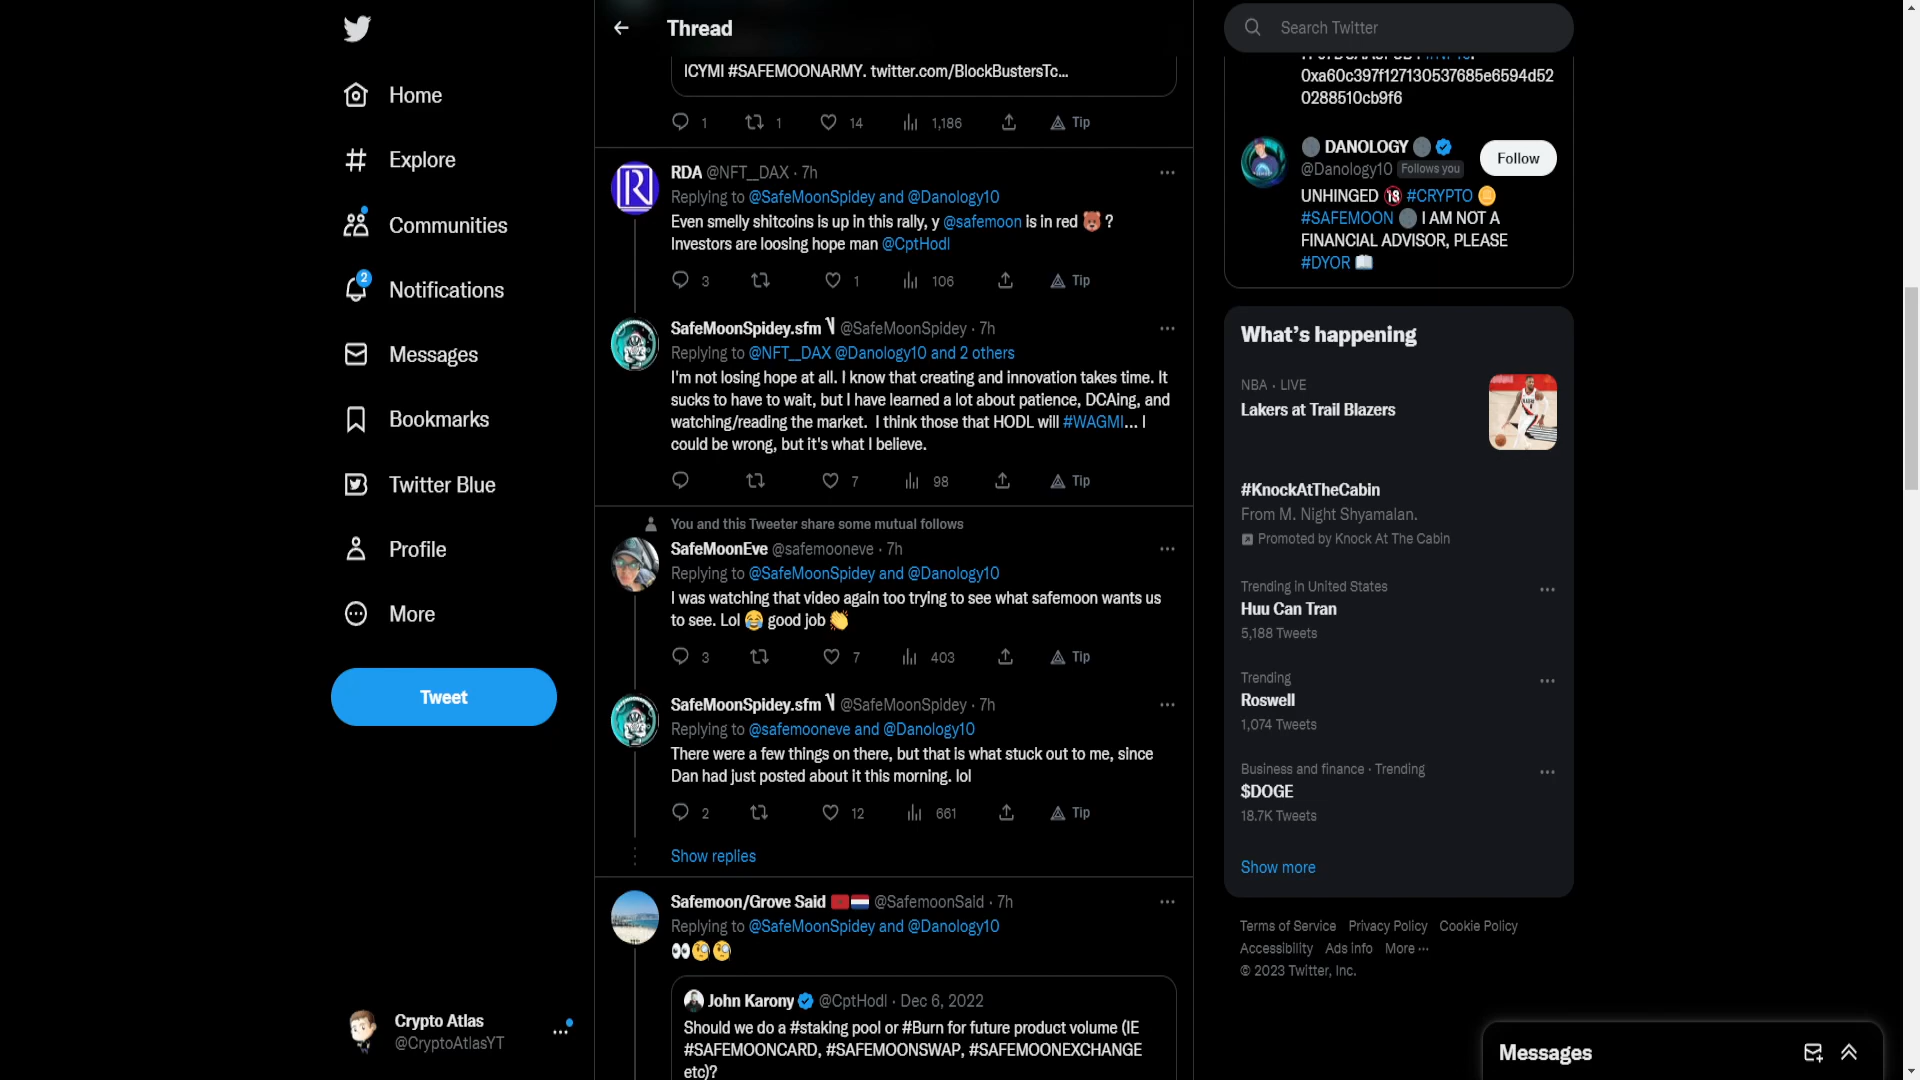 Home
Explore
Communities
2
Notifications
Messages
Bookmarks
Twitter Blue
Profile
More
Tweet
Crypto Atlas
@CryptoAtlasYT
Thread
ICYMI #SAFEMOONARMY. twitter.com/BlockBustersTc...
1 1 14 1,186 Tip
RDA @NFT__DAX · 7h
Replying to @SafeMoonSpidey and @Danology10
Even smelly shitcoins is up in this rally, y @safemoon is in red 🐻 ?
Investors are loosing hope man @CptHodl
3 1 106 Tip
SafeMoonSpidey.sfm @SafeMoonSpidey · 7h
Replying to @NFT__DAX @Danology10 and 2 others
I'm not losing hope at all. I know that creating and innovation takes time. It
sucks to have to wait, but I have learned a lot about patience, DCAing, and
watching/reading the market. I think those that HODL will #WAGMI... I
could be wrong, but it's what I believe.
7 98 Tip
You and this Tweeter share some mutual follows
SafeMoonEve @safemooneve · 7h
Replying to @SafeMoonSpidey and @Danology10
I was watching that video again too trying to see what safemoon wants us
to see. Lol 😂 good job 👏
3 7 403 Tip
SafeMoonSpidey.sfm @SafeMoonSpidey · 7h
Replying to @safemooneve and @Danology10
There were a few things on there, but that is what stuck out to me, since
Dan had just posted about it this morning. lol
2 12 661 Tip
Show replies
Safemoon/Grove Said 🇲🇦🇳🇱 @SafemoonSaid · 7h
Replying to @SafeMoonSpidey and @Danology10
👀🧐🧐
John Karony @CptHodl · Dec 6, 2022
Should we do a #staking pool or #Burn for future product volume (IE
#SAFEMOONCARD, #SAFEMOONSWAP, #SAFEMOONEXCHANGE
etc)?
Search Twitter
0xa60c397f127130537685e6594d52
0288510cb9f6
DANOLOGY
@Danology10 Follows you
Follow
UNHINGED 🔞 #CRYPTO 🪙
#SAFEMOON 🌑 I AM NOT A
FINANCIAL ADVISOR, PLEASE
#DYOR 📖
What's happening
NBA · LIVE
Lakers at Trail Blazers
#KnockAtTheCabin
From M. Night Shyamalan.
Promoted by Knock At The Cabin
Trending in United States
Huu Can Tran
5,188 Tweets
Trending
Roswell
1,074 Tweets
Business and finance · Trending
$DOGE
18.7K Tweets
Show more
Terms of Service Privacy Policy Cookie Policy
Accessibility Ads info More ···
© 2023 Twitter, Inc.
Messages